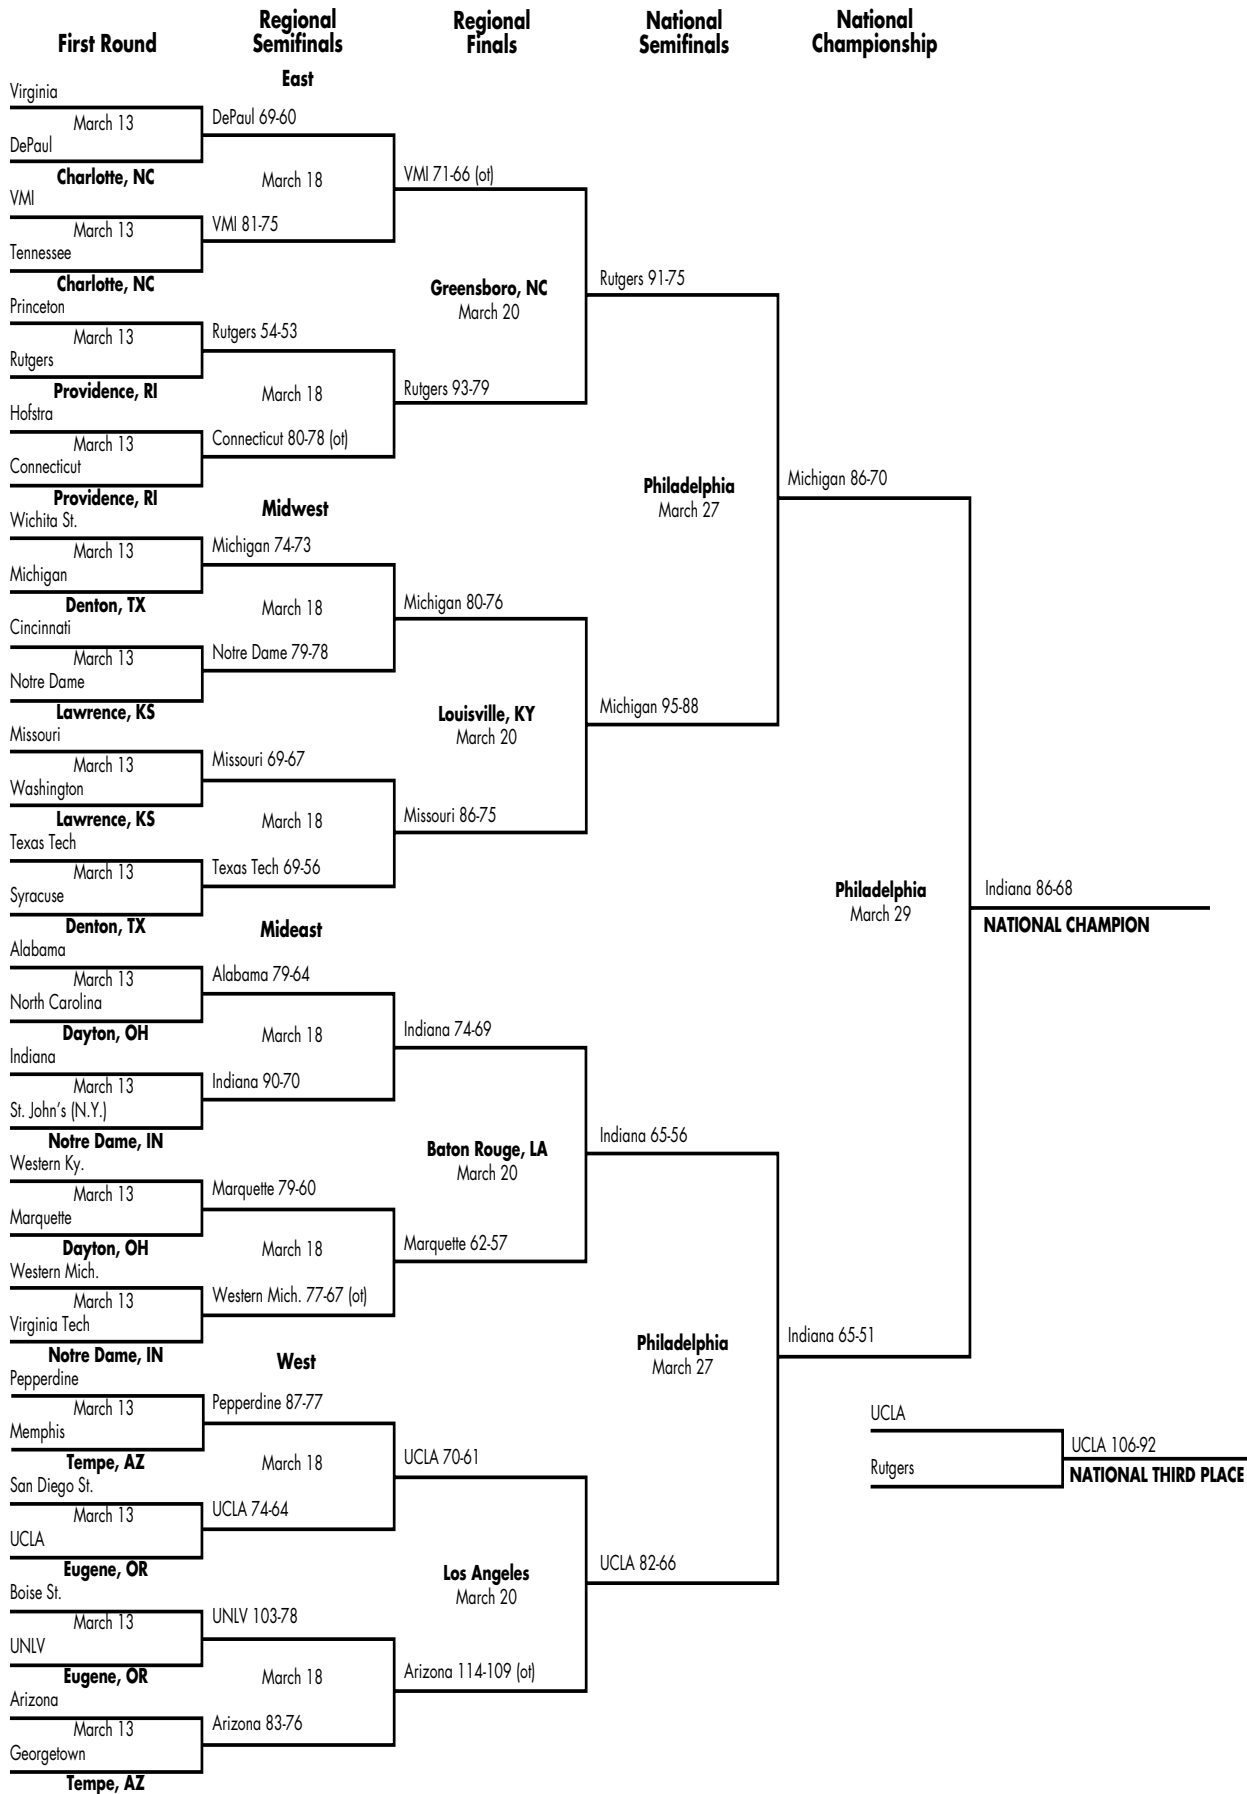 First Round
Regional
Semifinals
Regional
Finals
National
Semifinals
National
Championship
East
Virginia
March 13
DePaul
Charlotte, NC
VMI
March 13
Tennessee
Charlotte, NC
Princeton
March 13
Rutgers
Providence, RI
Hofstra
March 13
Connecticut
Providence, RI
DePaul 69-60
March 18
VMI 81-75
Rutgers 54-53
March 18
Connecticut 80-78 (ot)
VMI 71-66 (ot)
Greensboro, NC
March 20
Rutgers 93-79
Rutgers 91-75
Midwest
Wichita St.
March 13
Michigan
Denton, TX
Cincinnati
March 13
Notre Dame
Lawrence, KS
Missouri
March 13
Washington
Lawrence, KS
Texas Tech
March 13
Syracuse
Denton, TX
Michigan 74-73
March 18
Notre Dame 79-78
Missouri 69-67
March 18
Texas Tech 69-56
Michigan 80-76
Louisville, KY
March 20
Missouri 86-75
Michigan 95-88
Philadelphia
March 27
Michigan 86-70
Mideast
Alabama
March 13
North Carolina
Dayton, OH
Indiana
March 13
St. John's (N.Y.)
Notre Dame, IN
Western Ky.
March 13
Marquette
Dayton, OH
Western Mich.
March 13
Virginia Tech
Notre Dame, IN
Alabama 79-64
March 18
Indiana 90-70
Marquette 79-60
March 18
Western Mich. 77-67 (ot)
Indiana 74-69
Baton Rouge, LA
March 20
Marquette 62-57
Indiana 65-56
West
Pepperdine
March 13
Memphis
Tempe, AZ
San Diego St.
March 13
UCLA
Eugene, OR
Boise St.
March 13
UNLV
Eugene, OR
Arizona
March 13
Georgetown
Tempe, AZ
Pepperdine 87-77
March 18
UCLA 74-64
UNLV 103-78
March 18
Arizona 83-76
UCLA 70-61
Los Angeles
March 20
Arizona 114-109 (ot)
UCLA 82-66
Philadelphia
March 27
Indiana 65-51
Philadelphia
March 29
Indiana 86-68
NATIONAL CHAMPION
UCLA
Rutgers
UCLA 106-92
NATIONAL THIRD PLACE